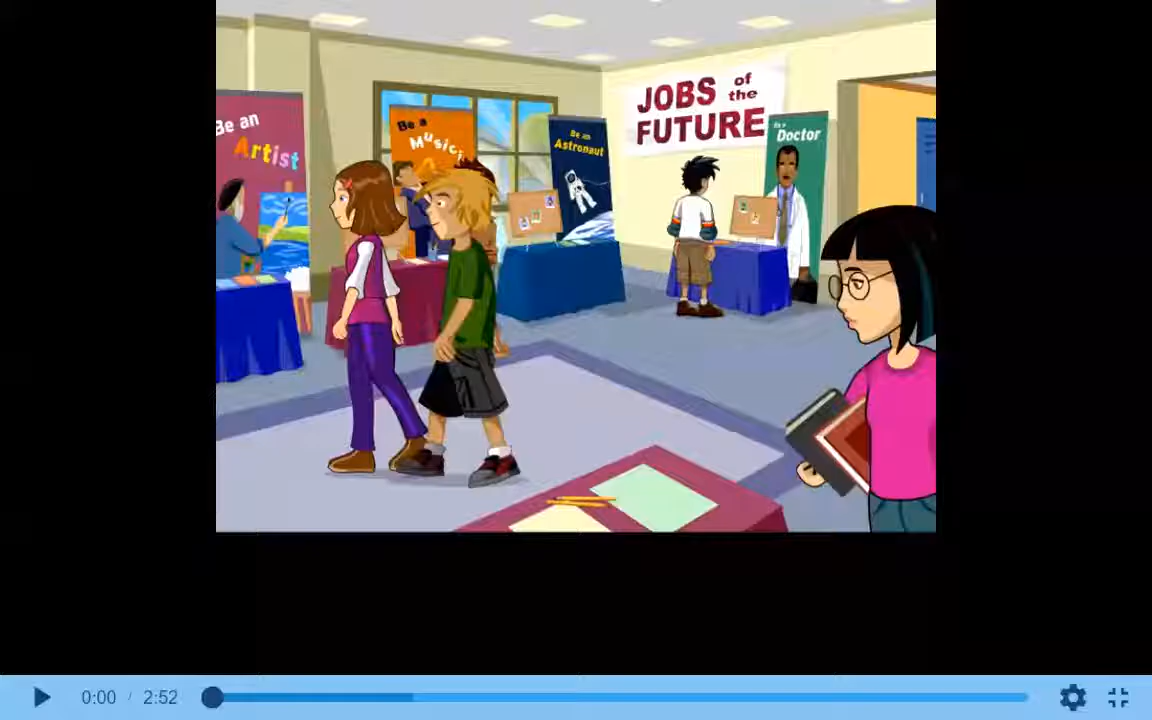 Be an
Artist
Be a
Musici
Be an
Astronaut
JOBS of
the
FUTURE
Be a
Doctor
0:00 / 2:52